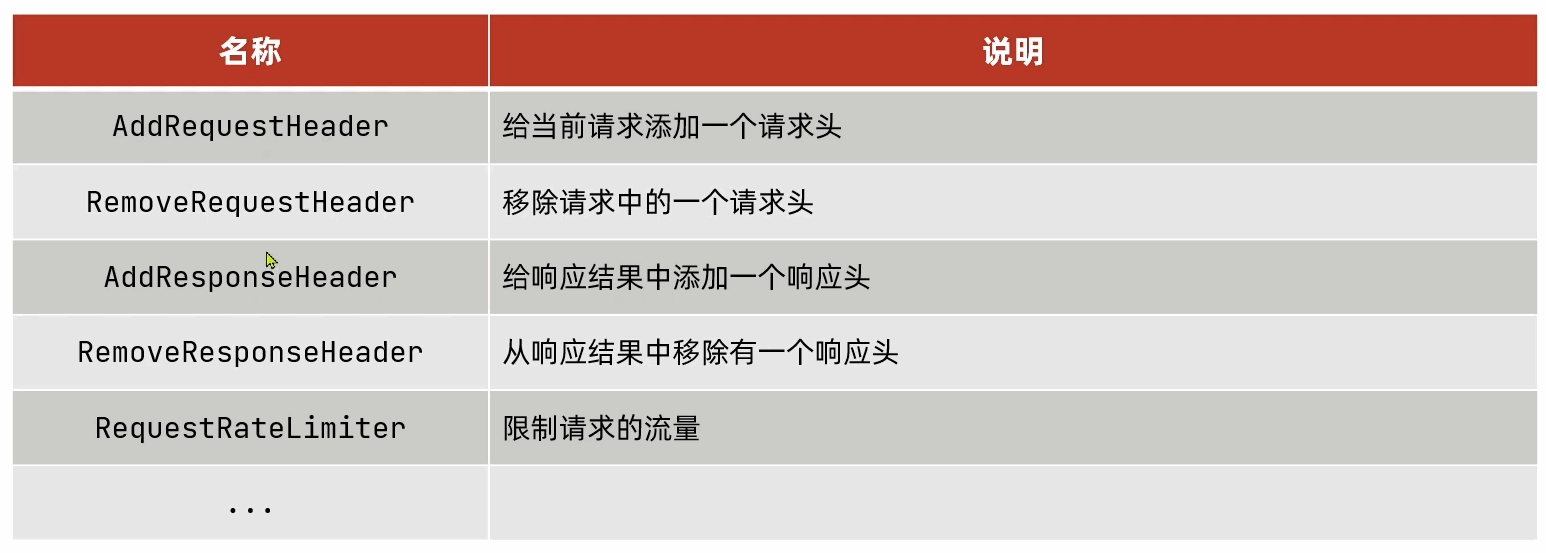 名称 说明
AddRequestHeader 给当前请求添加一个请求头
RemoveRequestHeader 移除请求中的一个请求头
AddResponseHeader 给响应结果中添加一个响应头
RemoveResponseHeader 从响应结果中移除有一个响应头
RequestRateLimiter 限制请求的流量
...